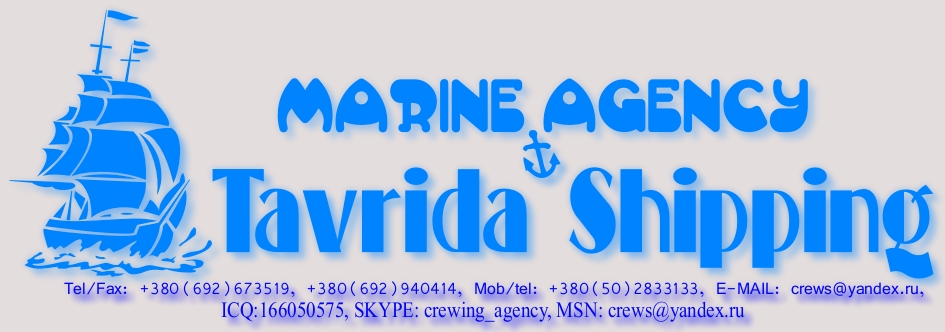 MARINE AGENCY
Tavrida Shipping
Tel/Fax: +380(692)673519, +380(692)940414, Mob/tel: +380(50)2833133, E-MAIL: crews@yandex.ru,
ICQ:166050575, SKYPE: crewing_agency, MSN: crews@yandex.ru